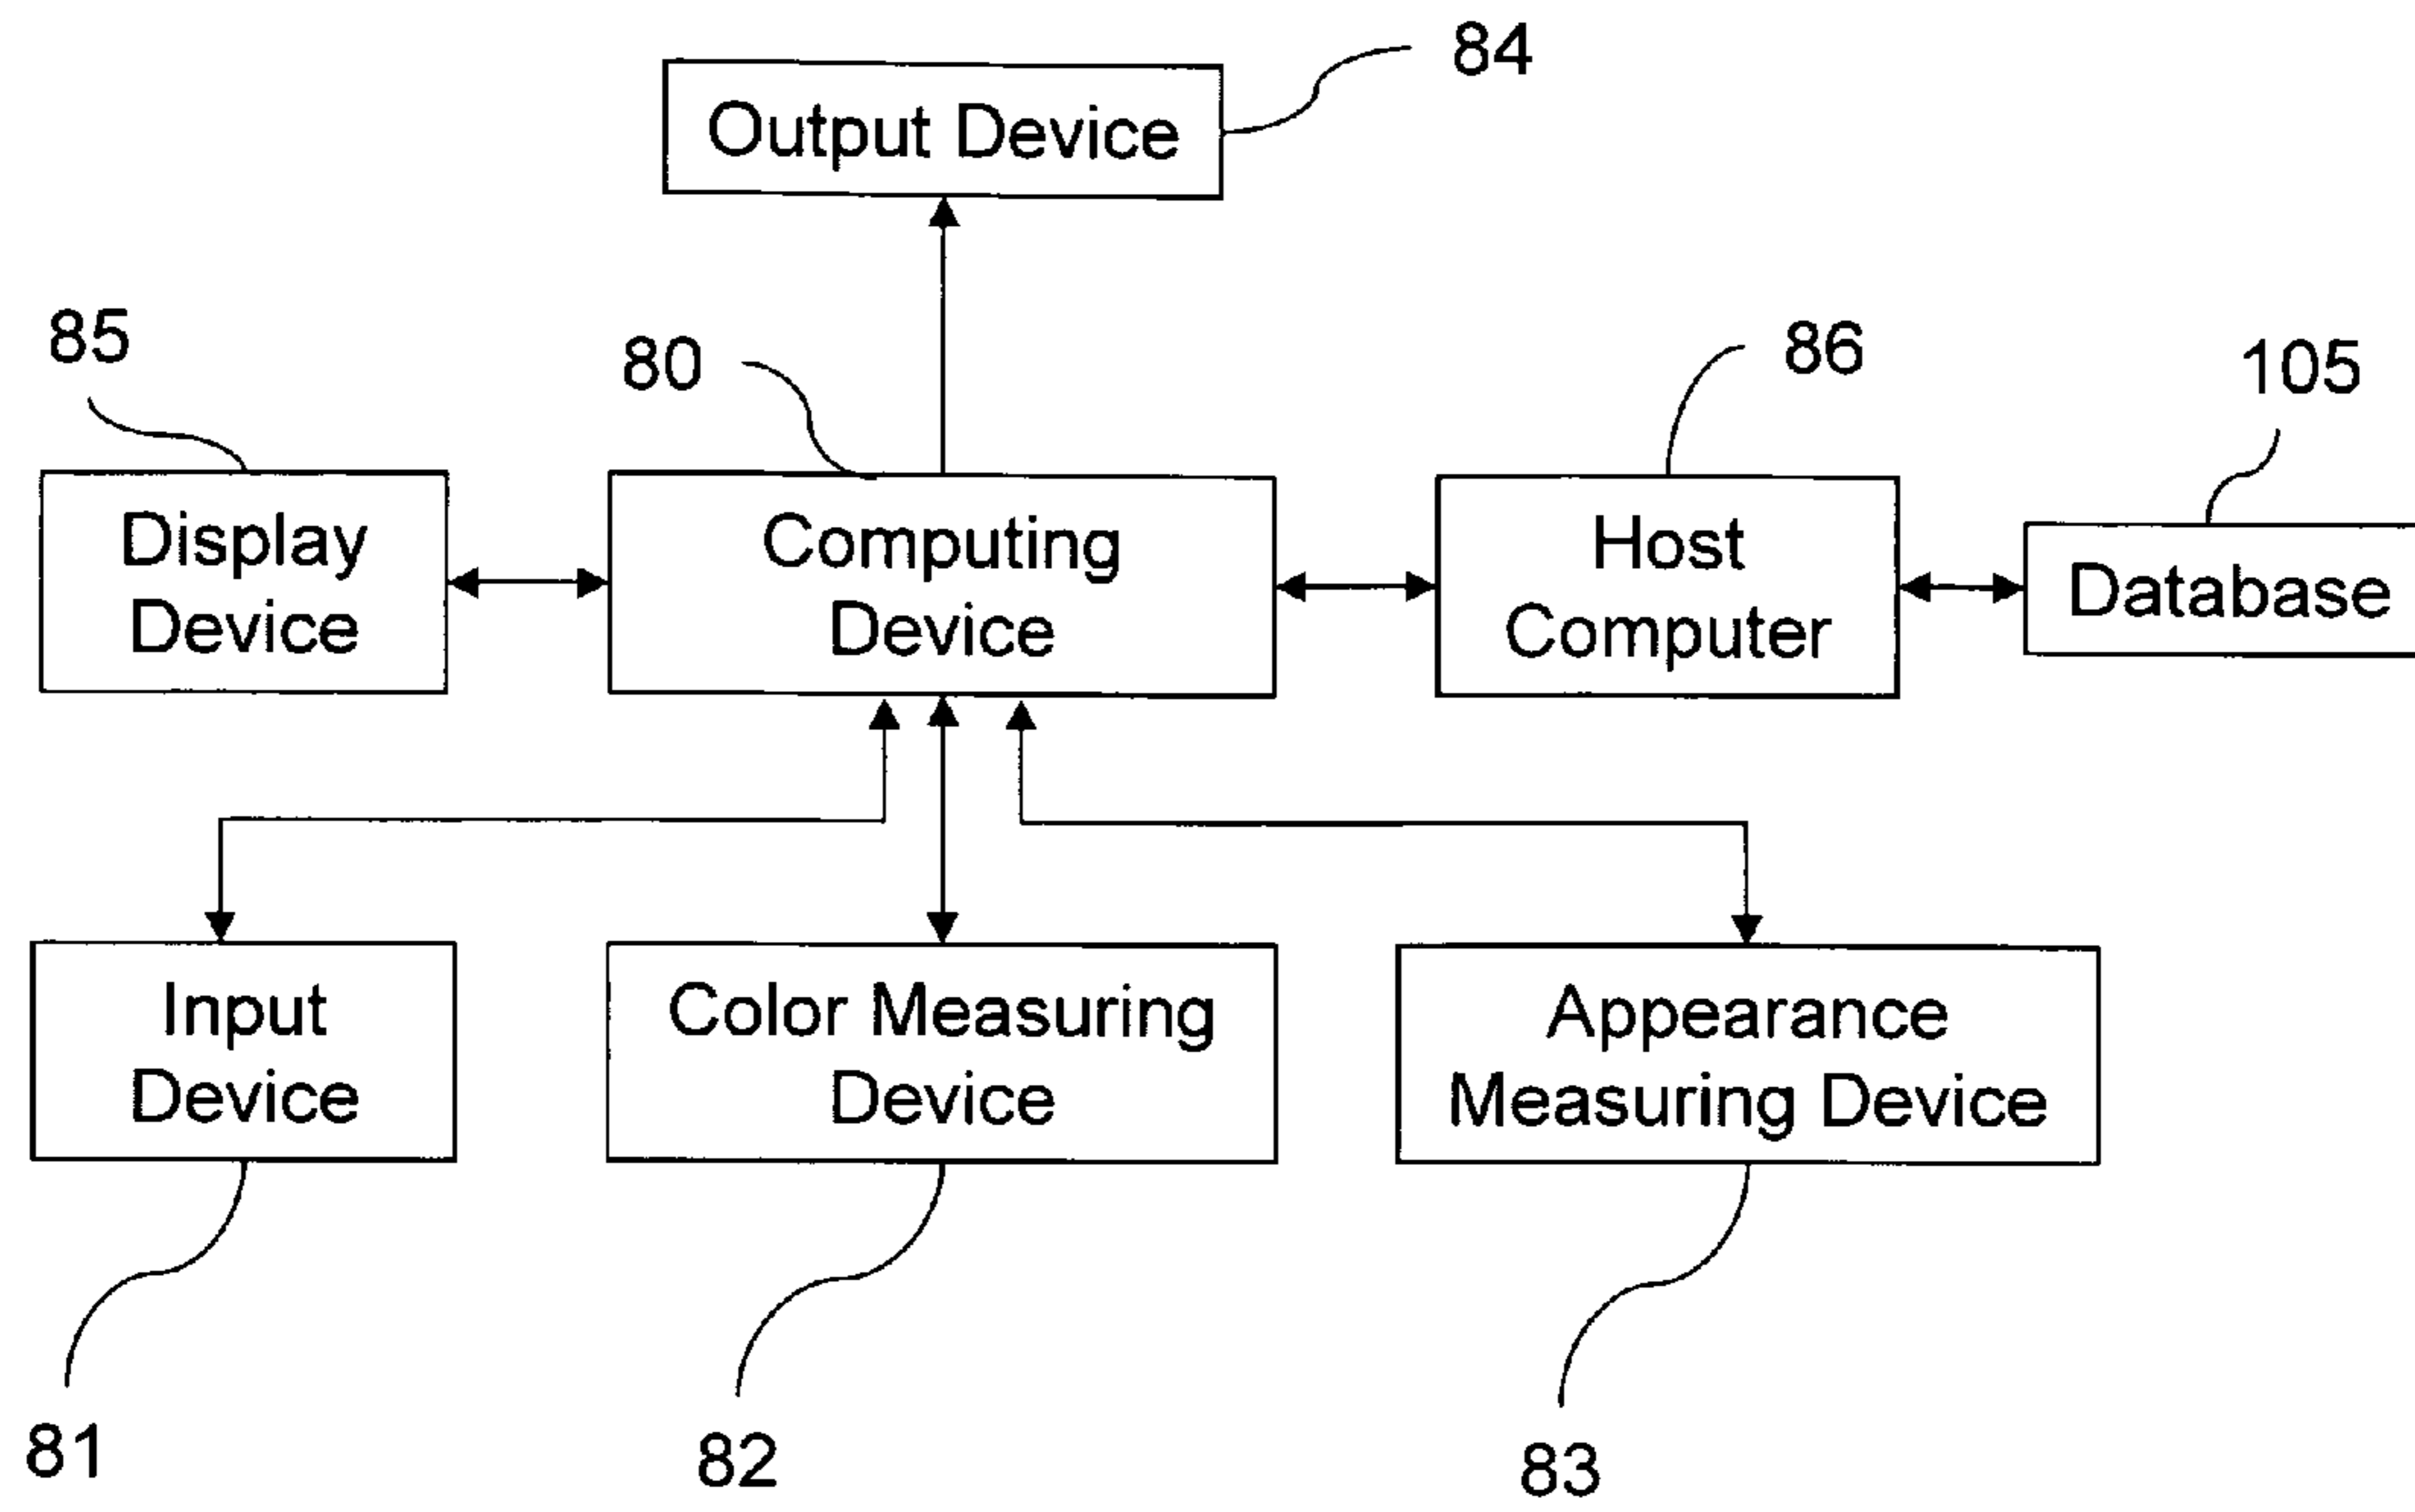 84
Output Device
85
80
86
105
Display
Device
Computing
Device
Host
Computer
Database
Input
Device
Color Measuring
Device
Appearance
Measuring Device
81
82
83